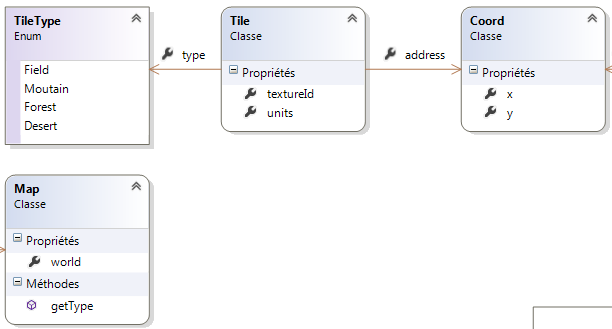 TileType
Enum
Field
Moutain
Forest
Desert
type
Tile
Classe
Propriétés
textureId
units
address
Coord
Classe
Propriétés
x
y
Map
Classe
Propriétés
world
Méthodes
getType